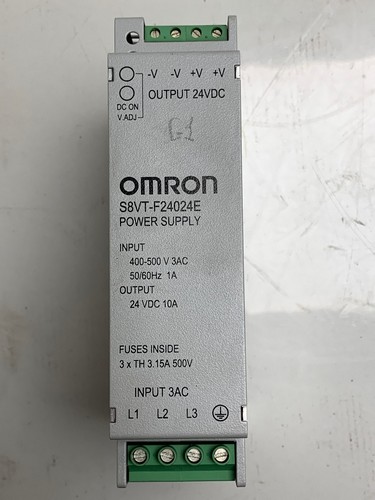 -V -V +V +V
OUTPUT 24VDC
DC ON
V.ADJ
G-1
OMRON
S8VT-F24024E
POWER SUPPLY
INPUT
400-500 V 3AC
50/60Hz 1A
OUTPUT
24 VDC 10A
FUSES INSIDE
3 x TH 3.15A 500V
INPUT 3AC
L1 L2 L3